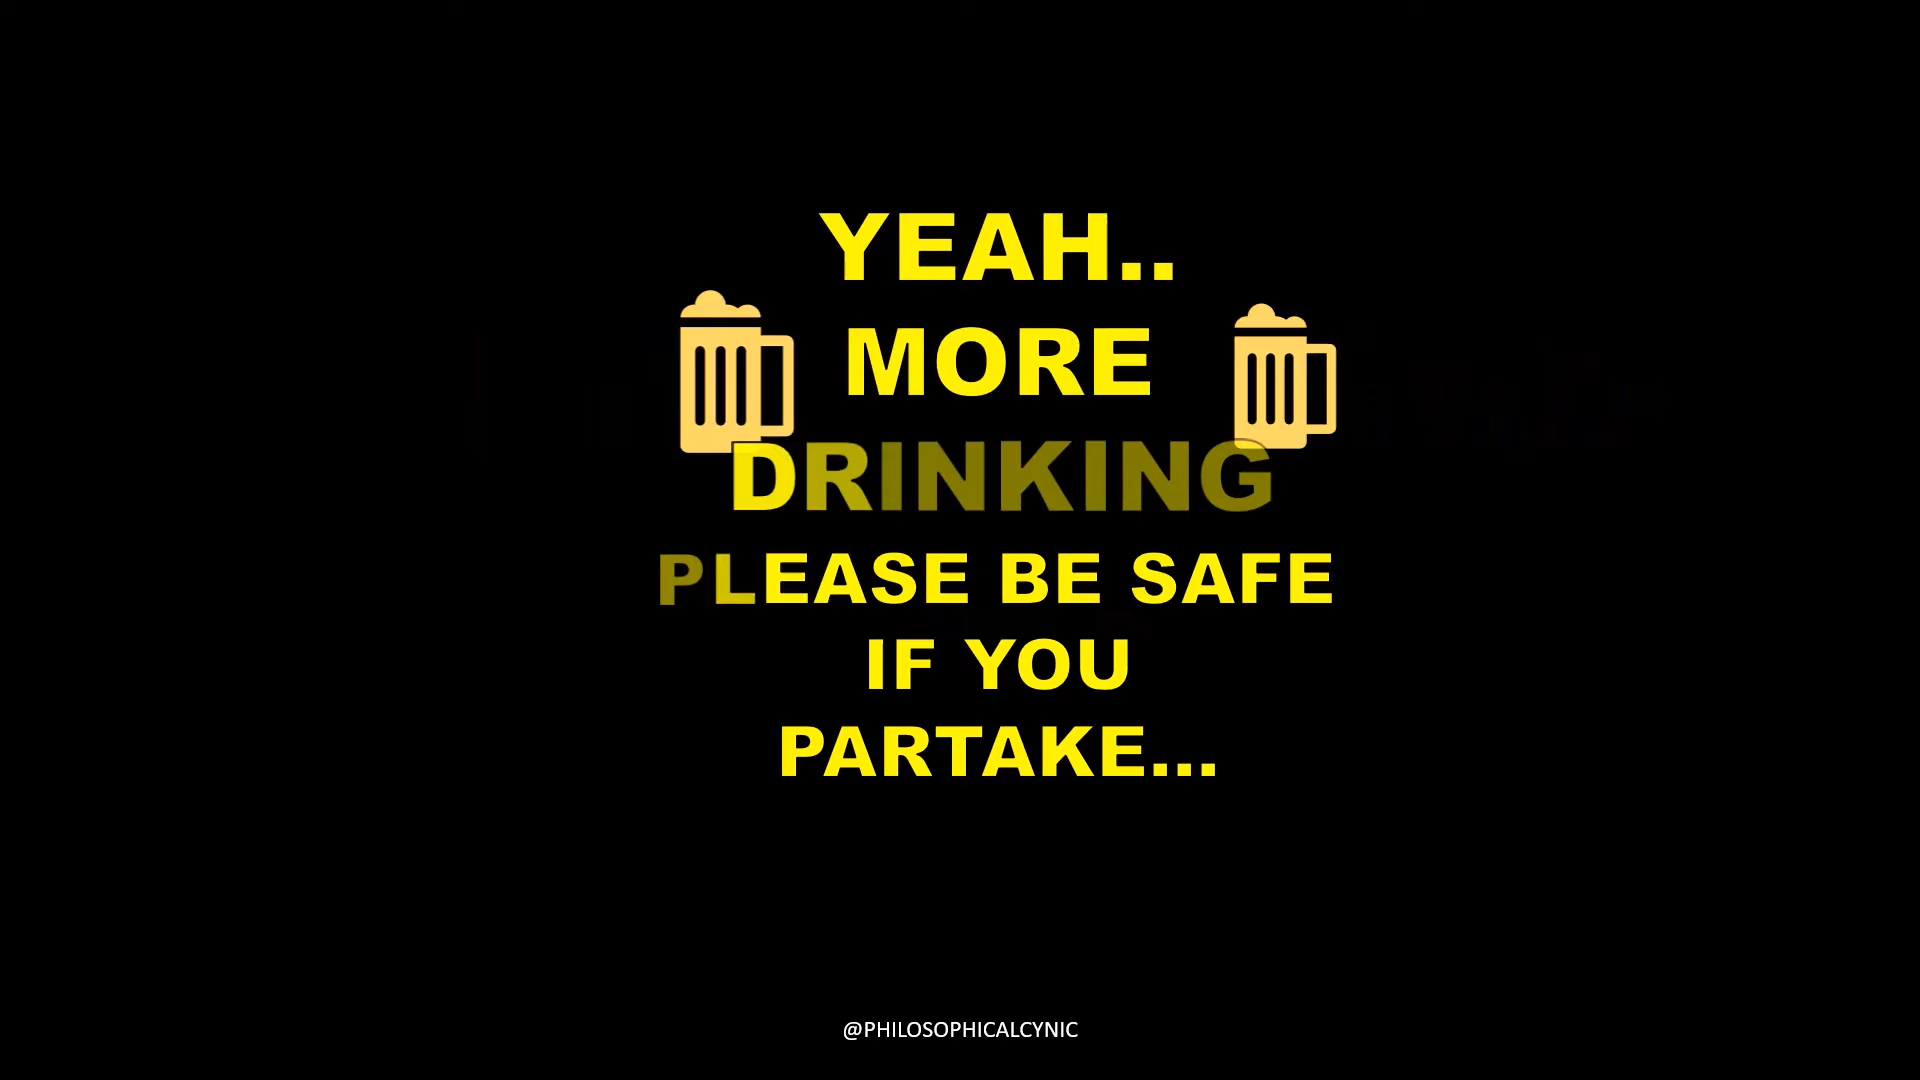 YEAH..
MORE
DRINKING
PLEASE BE SAFE
IF YOU
PARTAKE...
@PHILOSOPHICALCYNIC